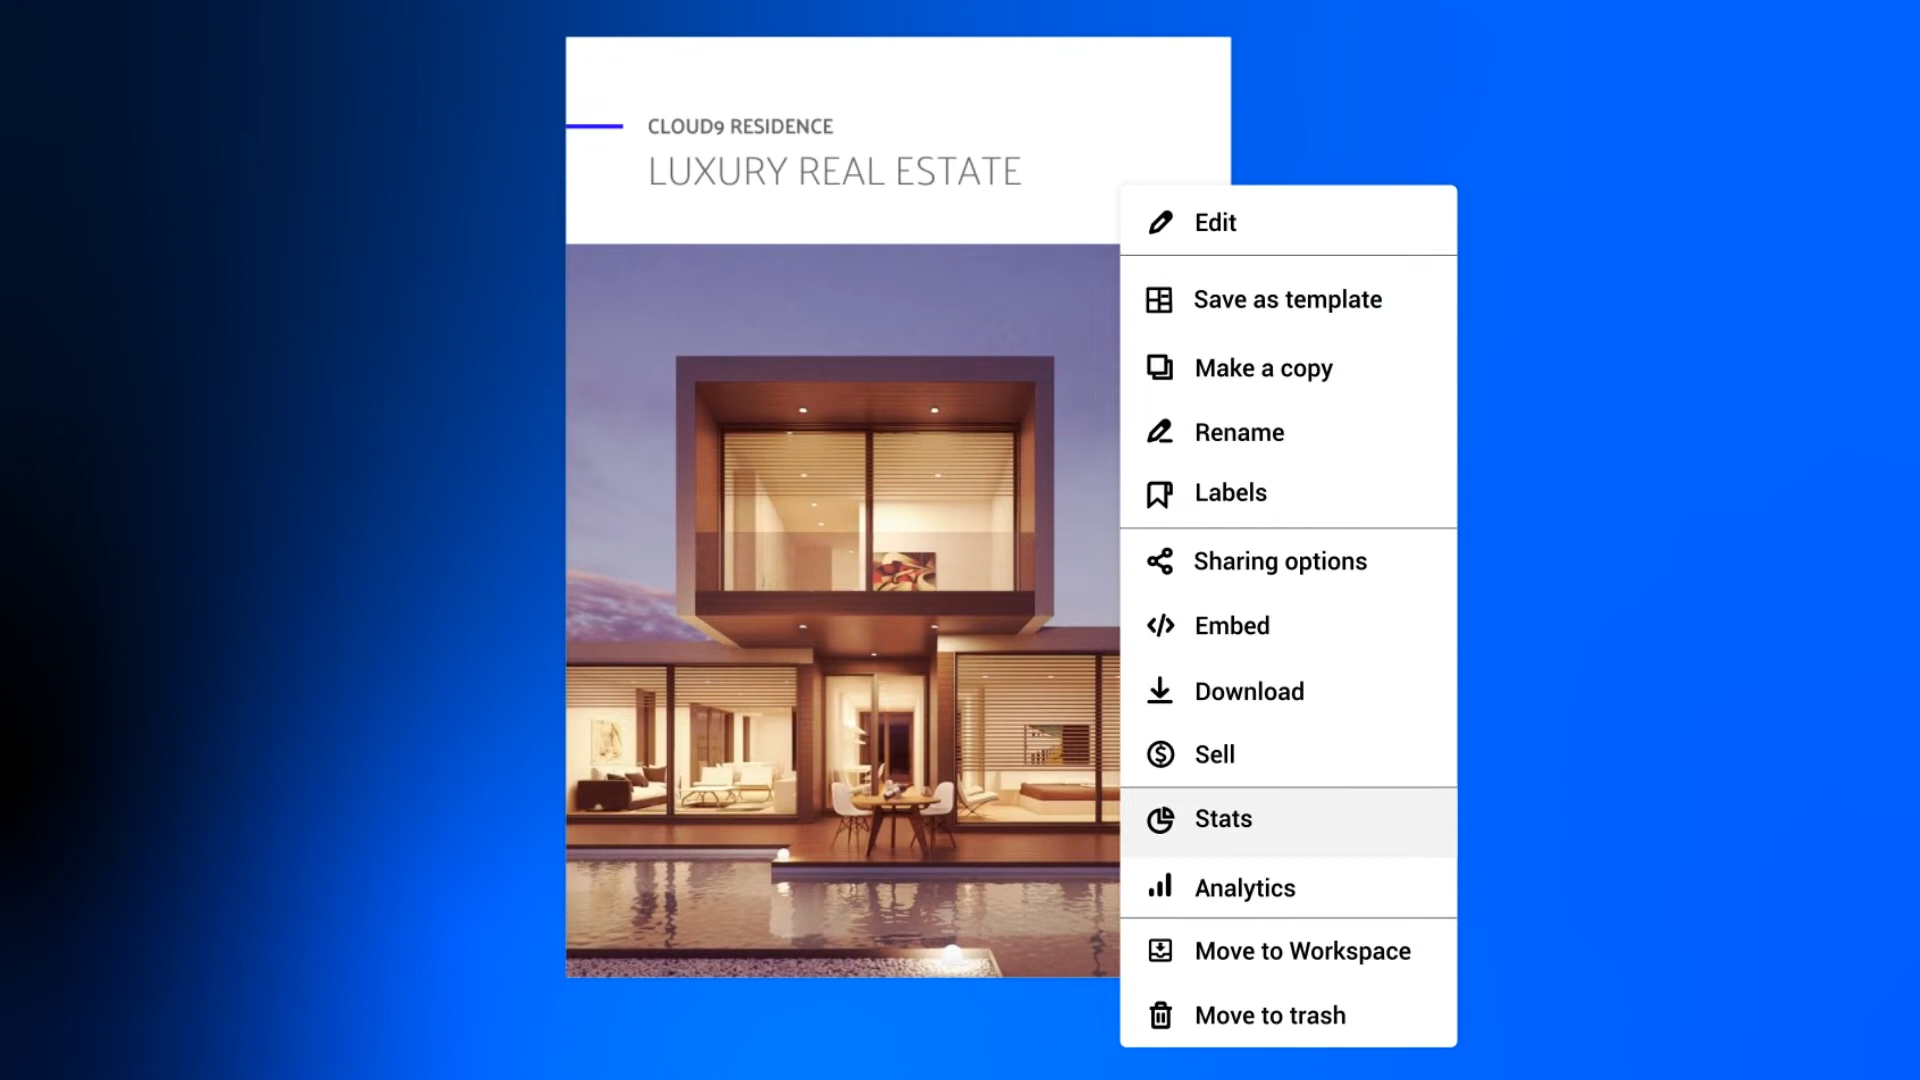 CLOUD9 RESIDENCE
LUXURY REAL ESTATE
Edit
Save as template
Make a copy
Rename
Labels
Sharing options
Embed
Download
Sell
Stats
Analytics
Move to Workspace
Move to trash